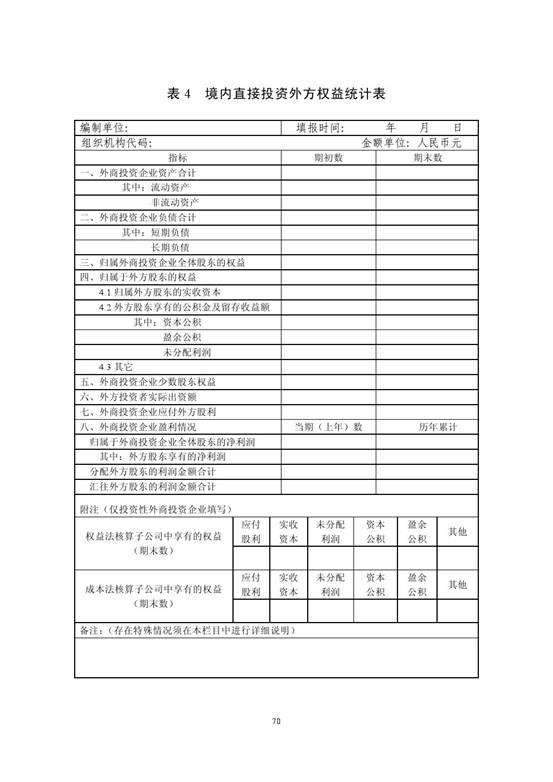 表 4 境内直接投资外方权益统计表
编制单位: 填报时间: 年 月 日
组织机构代码: 金额单位: 人民币元
指标 期初数 期末数
一、外商投资企业资产合计
其中: 流动资产
非流动资产
二、外商投资企业负债合计
其中: 短期负债
长期负债
三、归属外商投资企业全体股东的权益
四、归属于外方股东的权益
4.1 归属外方股东的实收资本
4.2 外方股东享有的公积金及留存收益额
其中: 资本公积
盈余公积
未分配利润
4.3 其它
五、外商投资企业少数股东权益
六、外方投资者实际出资额
七、外商投资企业应付外方股利
八、外商投资企业盈利情况 当期（上年）数 历年累计
归属于外商投资企业全体股东的净利润
其中: 外方股东享有的净利润
分配外方股东的利润金额合计
汇往外方股东的利润金额合计
附注（仅投资性外商投资企业填写）
权益法核算子公司中享有的权益
（期末数）
应付 实收 未分配 资本 盈余 其他
股利 资本 利润 公积 公积
成本法核算子公司中享有的权益
（期末数）
应付 实收 未分配 资本 盈余 其他
股利 资本 利润 公积 公积
备注:（存在特殊情况须在本栏目中进行详细说明）
70